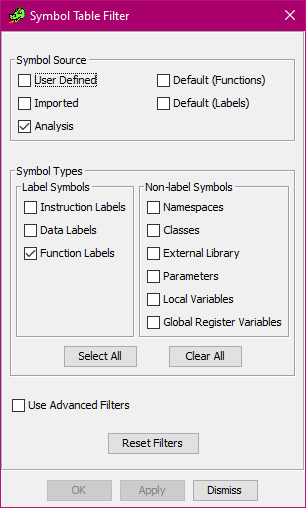 Symbol Table Filter
Symbol Source
User Defined
Default (Functions)
Imported
Default (Labels)
Analysis
Symbol Types
Label Symbols
Instruction Labels
Data Labels
Function Labels
Non-label Symbols
Namespaces
Classes
External Library
Parameters
Local Variables
Global Register Variables
Select All
Clear All
Use Advanced Filters
Reset Filters
OK
Apply
Dismiss